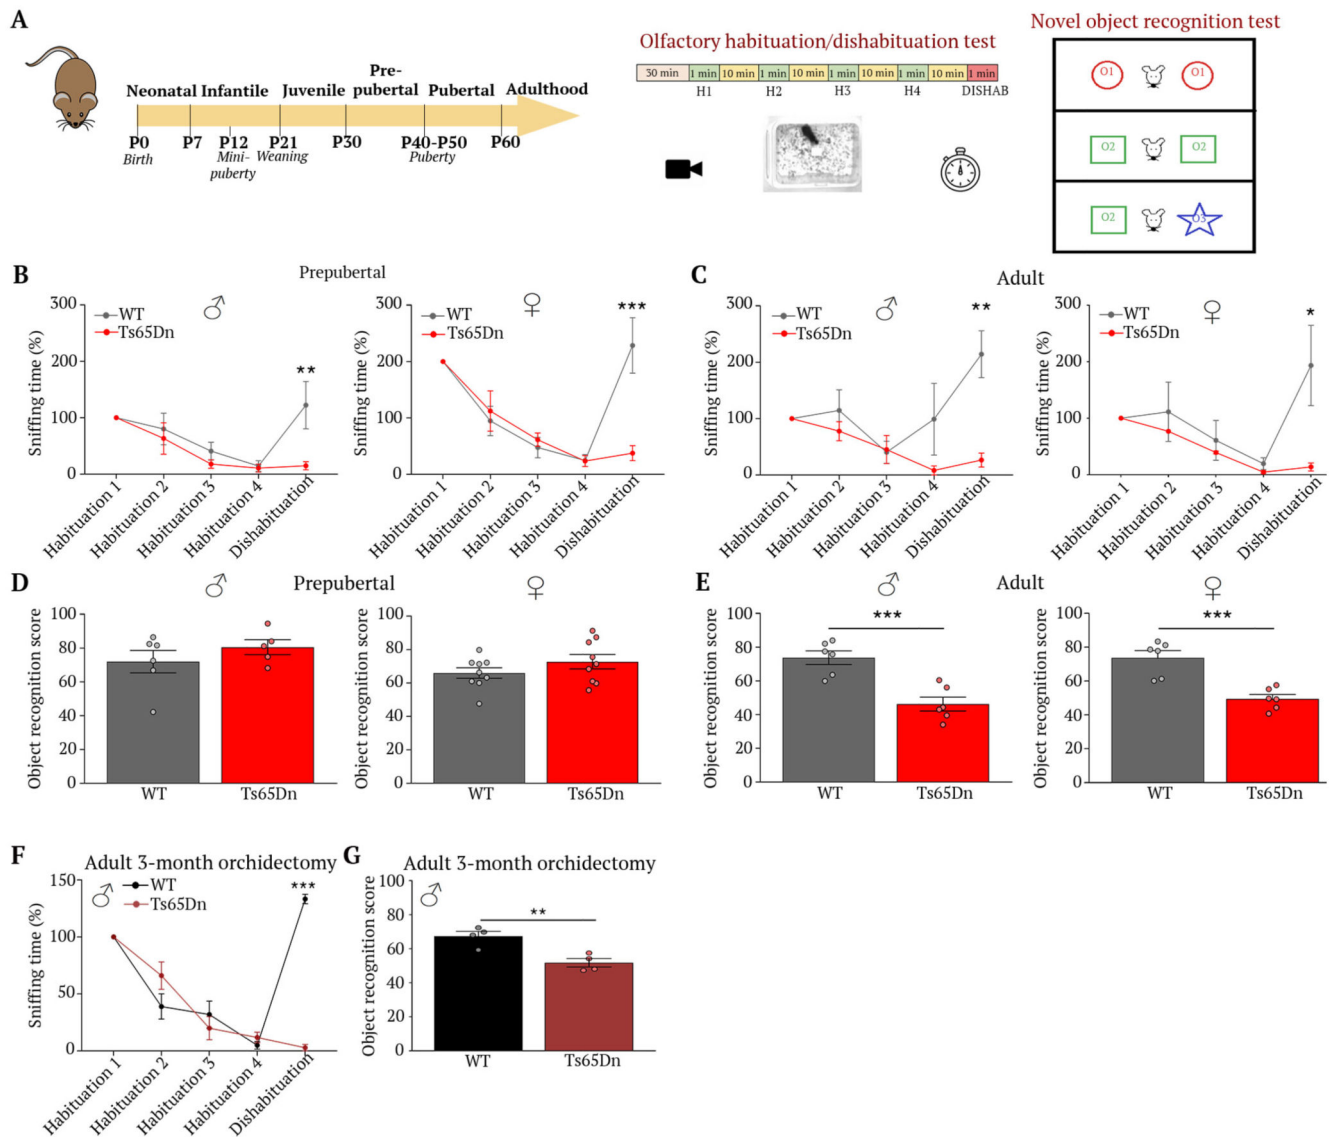 A
Neonatal Infantile Juvenile Pre-
pubertal Pubertal Adulthood
P0 P7 P12 P21 P30 P40-P50 P60
Birth Mini-
puberty Weaning Puberty
Olfactory habituation/dishabituation test
30 min 1 min 10 min 1 min 10 min 1 min 10 min 1 min 10 min 1 min
H1 H2 H3 H4 DISHAB
Novel object recognition test
O1 O1
O2 O2
O2 O3
B
Prepubertal
♂
WT
Ts65Dn
**
Sniffing time (%)
300
200
100
0
Habituation 1
Habituation 2
Habituation 3
Habituation 4
Dishabituation
♀
WT
Ts65Dn
***
Sniffing time (%)
300
200
100
0
Habituation 1
Habituation 2
Habituation 3
Habituation 4
Dishabituation
C
Adult
♂
WT
Ts65Dn
**
Sniffing time (%)
300
200
100
0
Habituation 1
Habituation 2
Habituation 3
Habituation 4
Dishabituation
♀
WT
Ts65Dn
*
Sniffing time (%)
300
200
100
0
Habituation 1
Habituation 2
Habituation 3
Habituation 4
Dishabituation
D
♂ Prepubertal ♀
Object recognition score
100
80
60
40
20
0
WT Ts65Dn
Object recognition score
100
80
60
40
20
0
WT Ts65Dn
E
♂ Adult ♀
***
Object recognition score
100
80
60
40
20
0
WT Ts65Dn
***
Object recognition score
100
80
60
40
20
0
WT Ts65Dn
F
Adult 3-month orchidectomy
♂
WT
Ts65Dn
***
Sniffing time (%)
150
100
50
0
Habituation 1
Habituation 2
Habituation 3
Habituation 4
Dishabituation
G
Adult 3-month orchidectomy
♂
**
Object recognition score
100
80
60
40
20
0
WT Ts65Dn